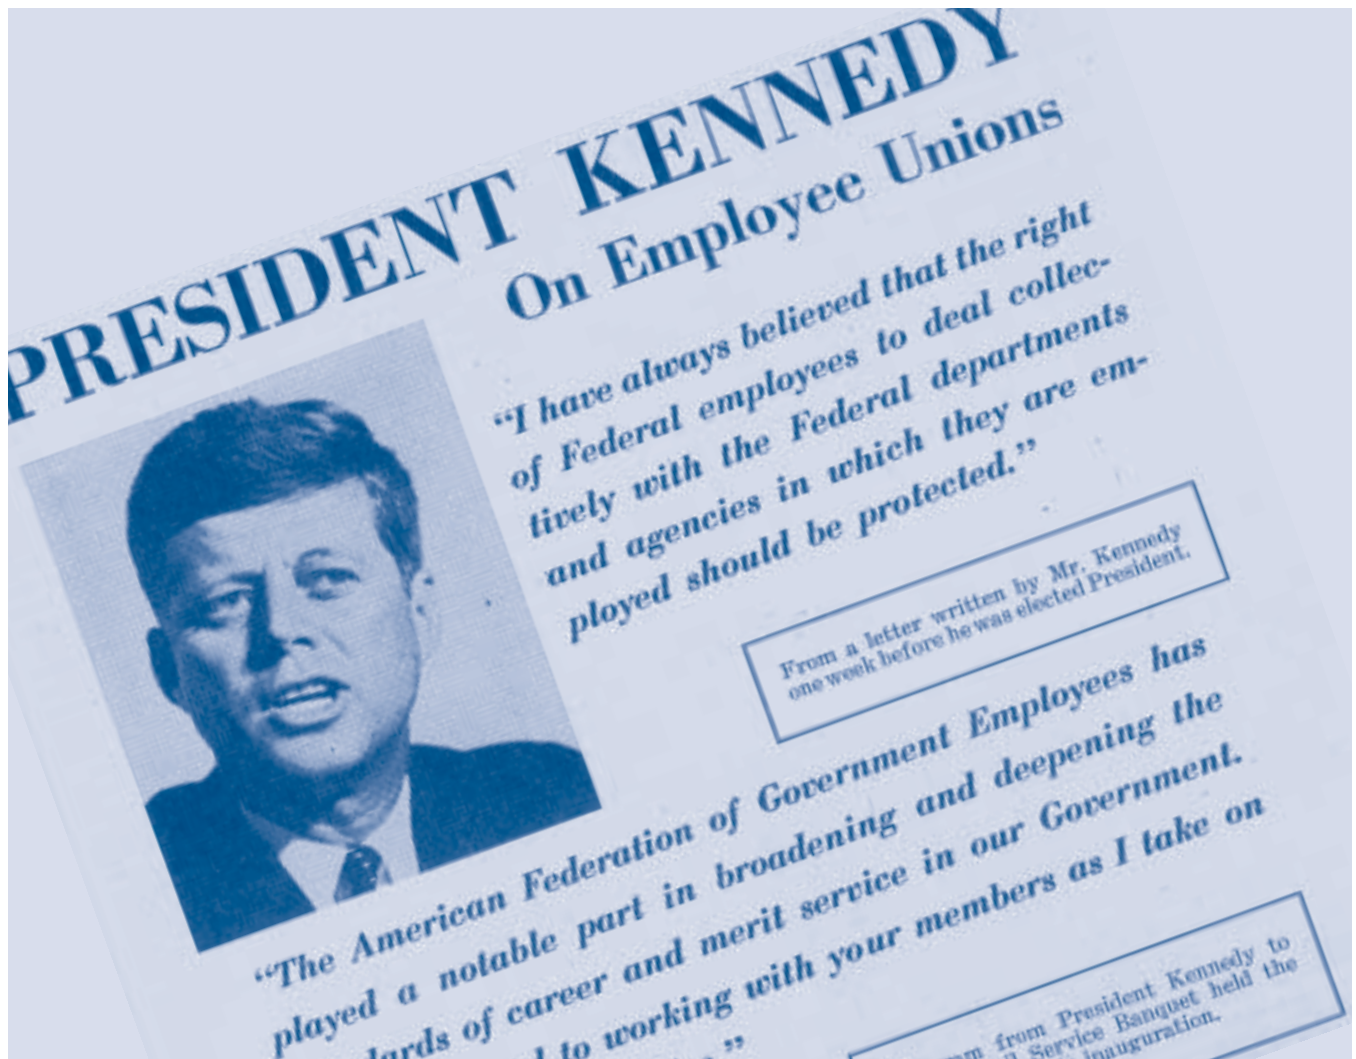 PRESIDENT KENNEDY
On Employee Unions
“I have always believed that the right
of Federal employees to deal collec-
tively with the Federal departments
and agencies in which they are em-
ployed should be protected.”
From a letter written by Mr. Kennedy
one week before he was elected President.
“The American Federation of Government Employees has
played a notable part in broadening and deepening the
of career and merit service in our Government.
to working with your members as I take on
”
from President Kennedy to
Service Banquet held the
inauguration.